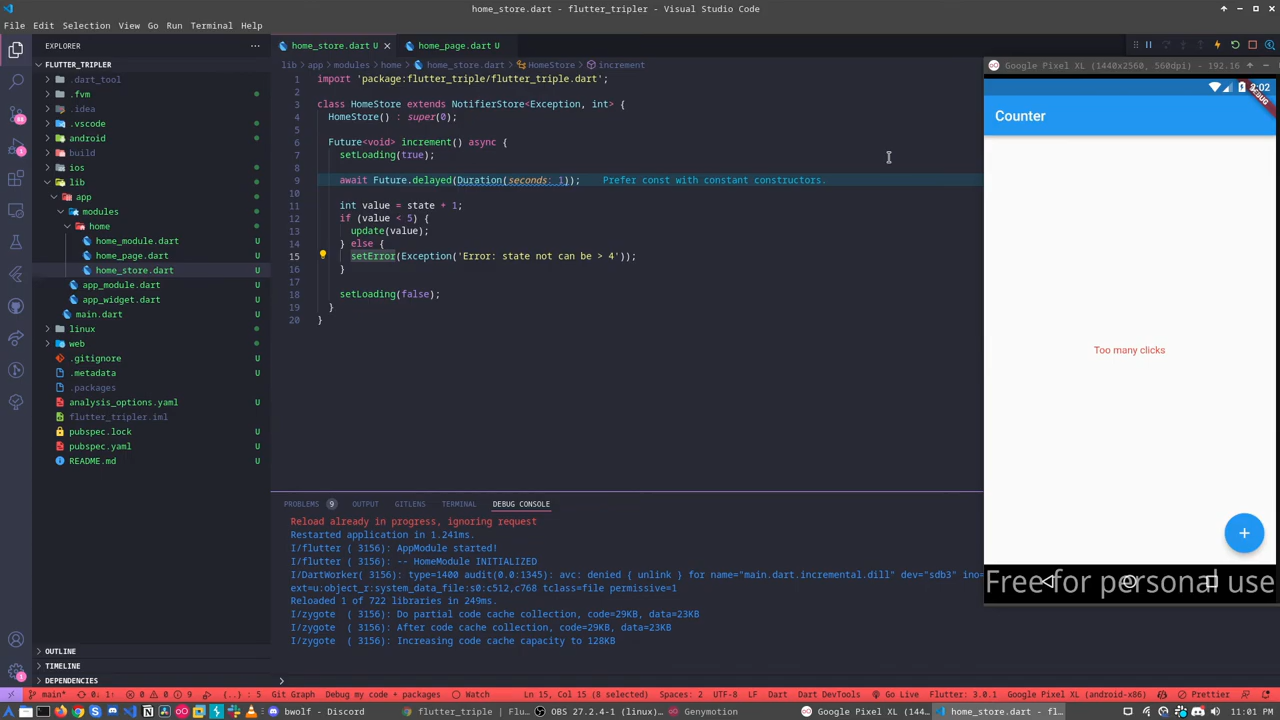 home_store.dart - flutter_tripler - Visual Studio Code
File Edit Selection View Go Run Terminal Help
EXPLORER
FLUTTER_TRIPLER
.dart_tool
.fvm
.idea
.vscode
android
build
ios
lib
app
modules
home
home_module.dart U
home_page.dart U
home_store.dart U
app_module.dart U
app_widget.dart U
main.dart U
linux
web
.gitignore U
.metadata U
.packages
analysis_options.yaml U
flutter_tripler.iml
pubspec.lock U
pubspec.yaml U
README.md U
OUTLINE
TIMELINE
DEPENDENCIES
home_store.dart U
home_page.dart U
lib > app > modules > home > home_store.dart > HomeStore > increment
1 import 'package:flutter_triple/flutter_triple.dart';
2
3 class HomeStore extends NotifierStore<Exception, int> {
4 HomeStore() : super(0);
5
6 Future<void> increment() async {
7 setLoading(true);
8
9 await Future.delayed(Duration(seconds: 1)); Prefer const with constant constructors.
10
11 int value = state + 1;
12 if (value < 5) {
13 update(value);
14 } else {
15 setError(Exception('Error: state not can be > 4'));
16 }
17
18 setLoading(false);
19 }
20 }
PROBLEMS 9 OUTPUT GITLENS TERMINAL DEBUG CONSOLE
Reload already in progress, ignoring request
Restarted application in 1.241ms.
I/flutter ( 3156): AppModule started!
I/flutter ( 3156): -- HomeModule INITIALIZED
I/DartWorker( 3156): type=1400 audit(0.0:1345): avc: denied { unlink } for name="main.dart.incremental.dill" dev="sdb3" ino=
ext=u:object_r:system_data_file:s0:c512,c768 tclass=file permissive=1
Reloaded 1 of 722 libraries in 249ms.
I/zygote ( 3156): Do partial code cache collection, code=29KB, data=23KB
I/zygote ( 3156): After code cache collection, code=29KB, data=23KB
I/zygote ( 3156): Increasing code cache capacity to 128KB
Google Pixel XL (1440x2560, 560dpi) - 192.16
DEBUG
Counter
Too many clicks
Free for personal use
main* 0↓ 1↑ 0 0 9 {..} : 5 Git Graph Debug my code + packages Watch Ln 15, Col 15 (8 selected) Spaces: 2 UTF-8 LF Dart Dart DevTools Go Live Flutter: 3.0.1 Google Pixel XL (android-x86) Prettier
bwolf - Discord flutter_triple | Flu... OBS 27.2.4-1 (linux)... Genymotion Google Pixel XL (144... home_store.dart - fl... 11:01 PM